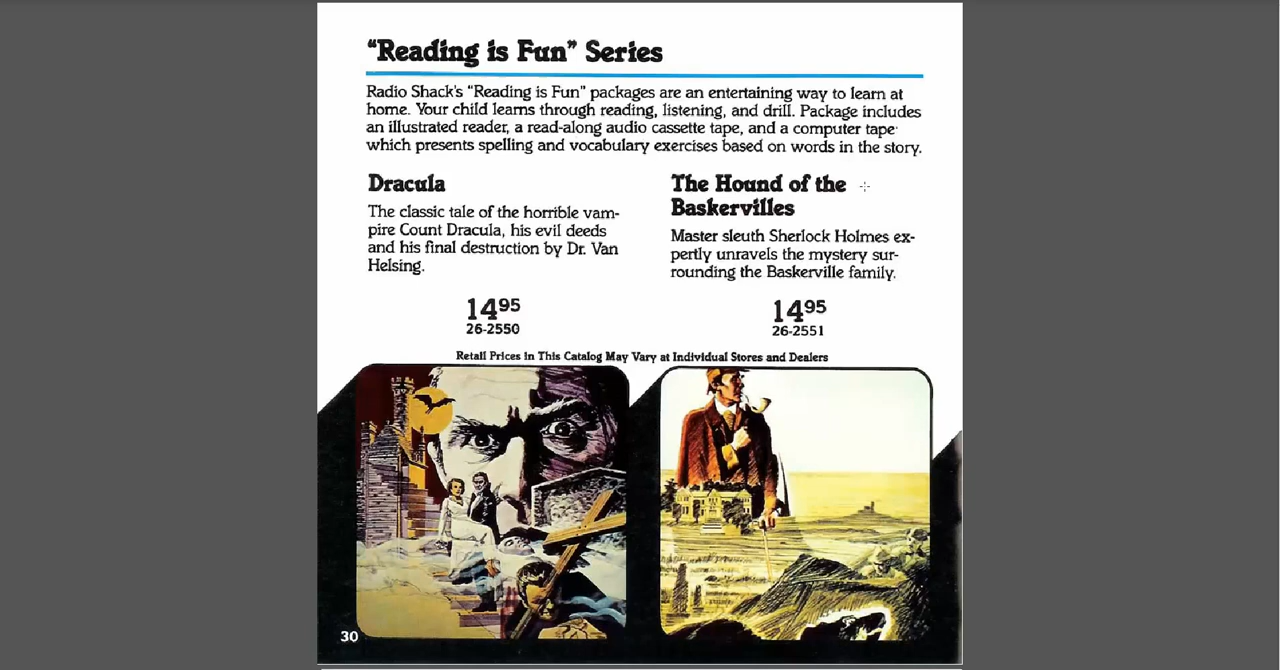 “Reading is Fun” Series
Radio Shack's “Reading is Fun” packages are an entertaining way to learn at
home. Your child learns through reading, listening, and drill. Package includes
an illustrated reader, a read-along audio cassette tape, and a computer tape
which presents spelling and vocabulary exercises based on words in the story.
Dracula
The classic tale of the horrible vam-
pire Count Dracula, his evil deeds
and his final destruction by Dr. Van
Helsing.
14⁹⁵
26-2550
The Hound of the
Baskervilles
Master sleuth Sherlock Holmes ex-
pertly unravels the mystery sur-
rounding the Baskerville family.
14⁹⁵
26-2551
Retail Prices in This Catalog May Vary at Individual Stores and Dealers
30